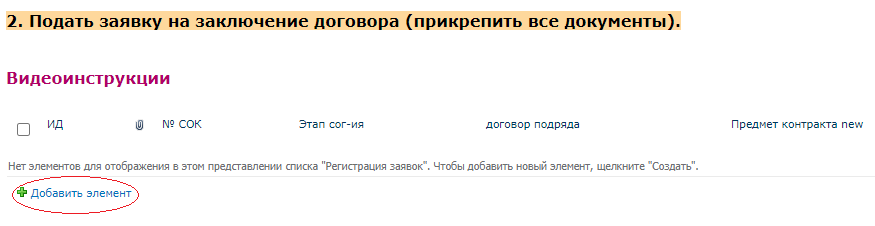 2. Подать заявку на заключение договора (прикрепить все документы).
Видеоинструкции
ИД № СОК Этап сог-ия договор подряда Предмет контракта new
Нет элементов для отображения в этом представлении списка "Регистрация заявок". Чтобы добавить новый элемент, щелкните "Создать".
Добавить элемент